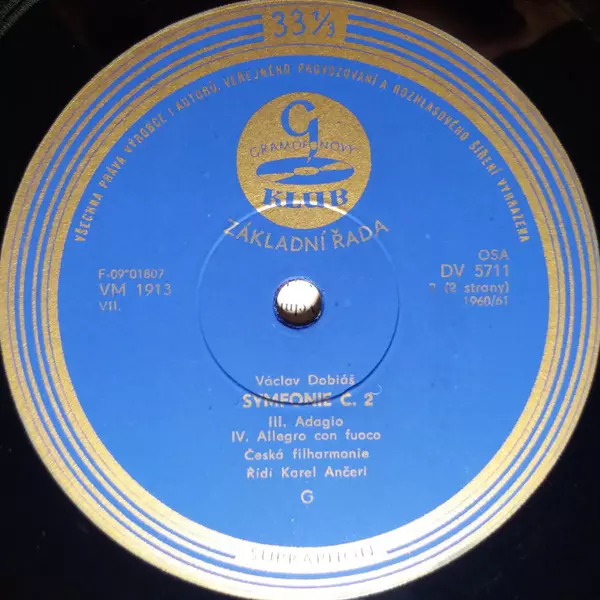 33 1/3
VŠECHNA PRÁVA VÝROBCE I AUTORŮ, VEŘEJNÉHO PROVOZOVÁNÍ A ROZHLASOVÉHO ŠÍŘENÍ VYHRAZENA
G
GRAMOFONOVÝ
KLUB
ZÁKLADNÍ ŘADA
F-09*01807
VM 1913
VII.
OSA
DV 5711
(2 strany)
1960/61
Václav Dobiáš
SYMFONIE Č. 2
III. Adagio
IV. Allegro con fuoco
Česká filharmonie
Řídí Karel Ančerl
G
SUPRAPHON